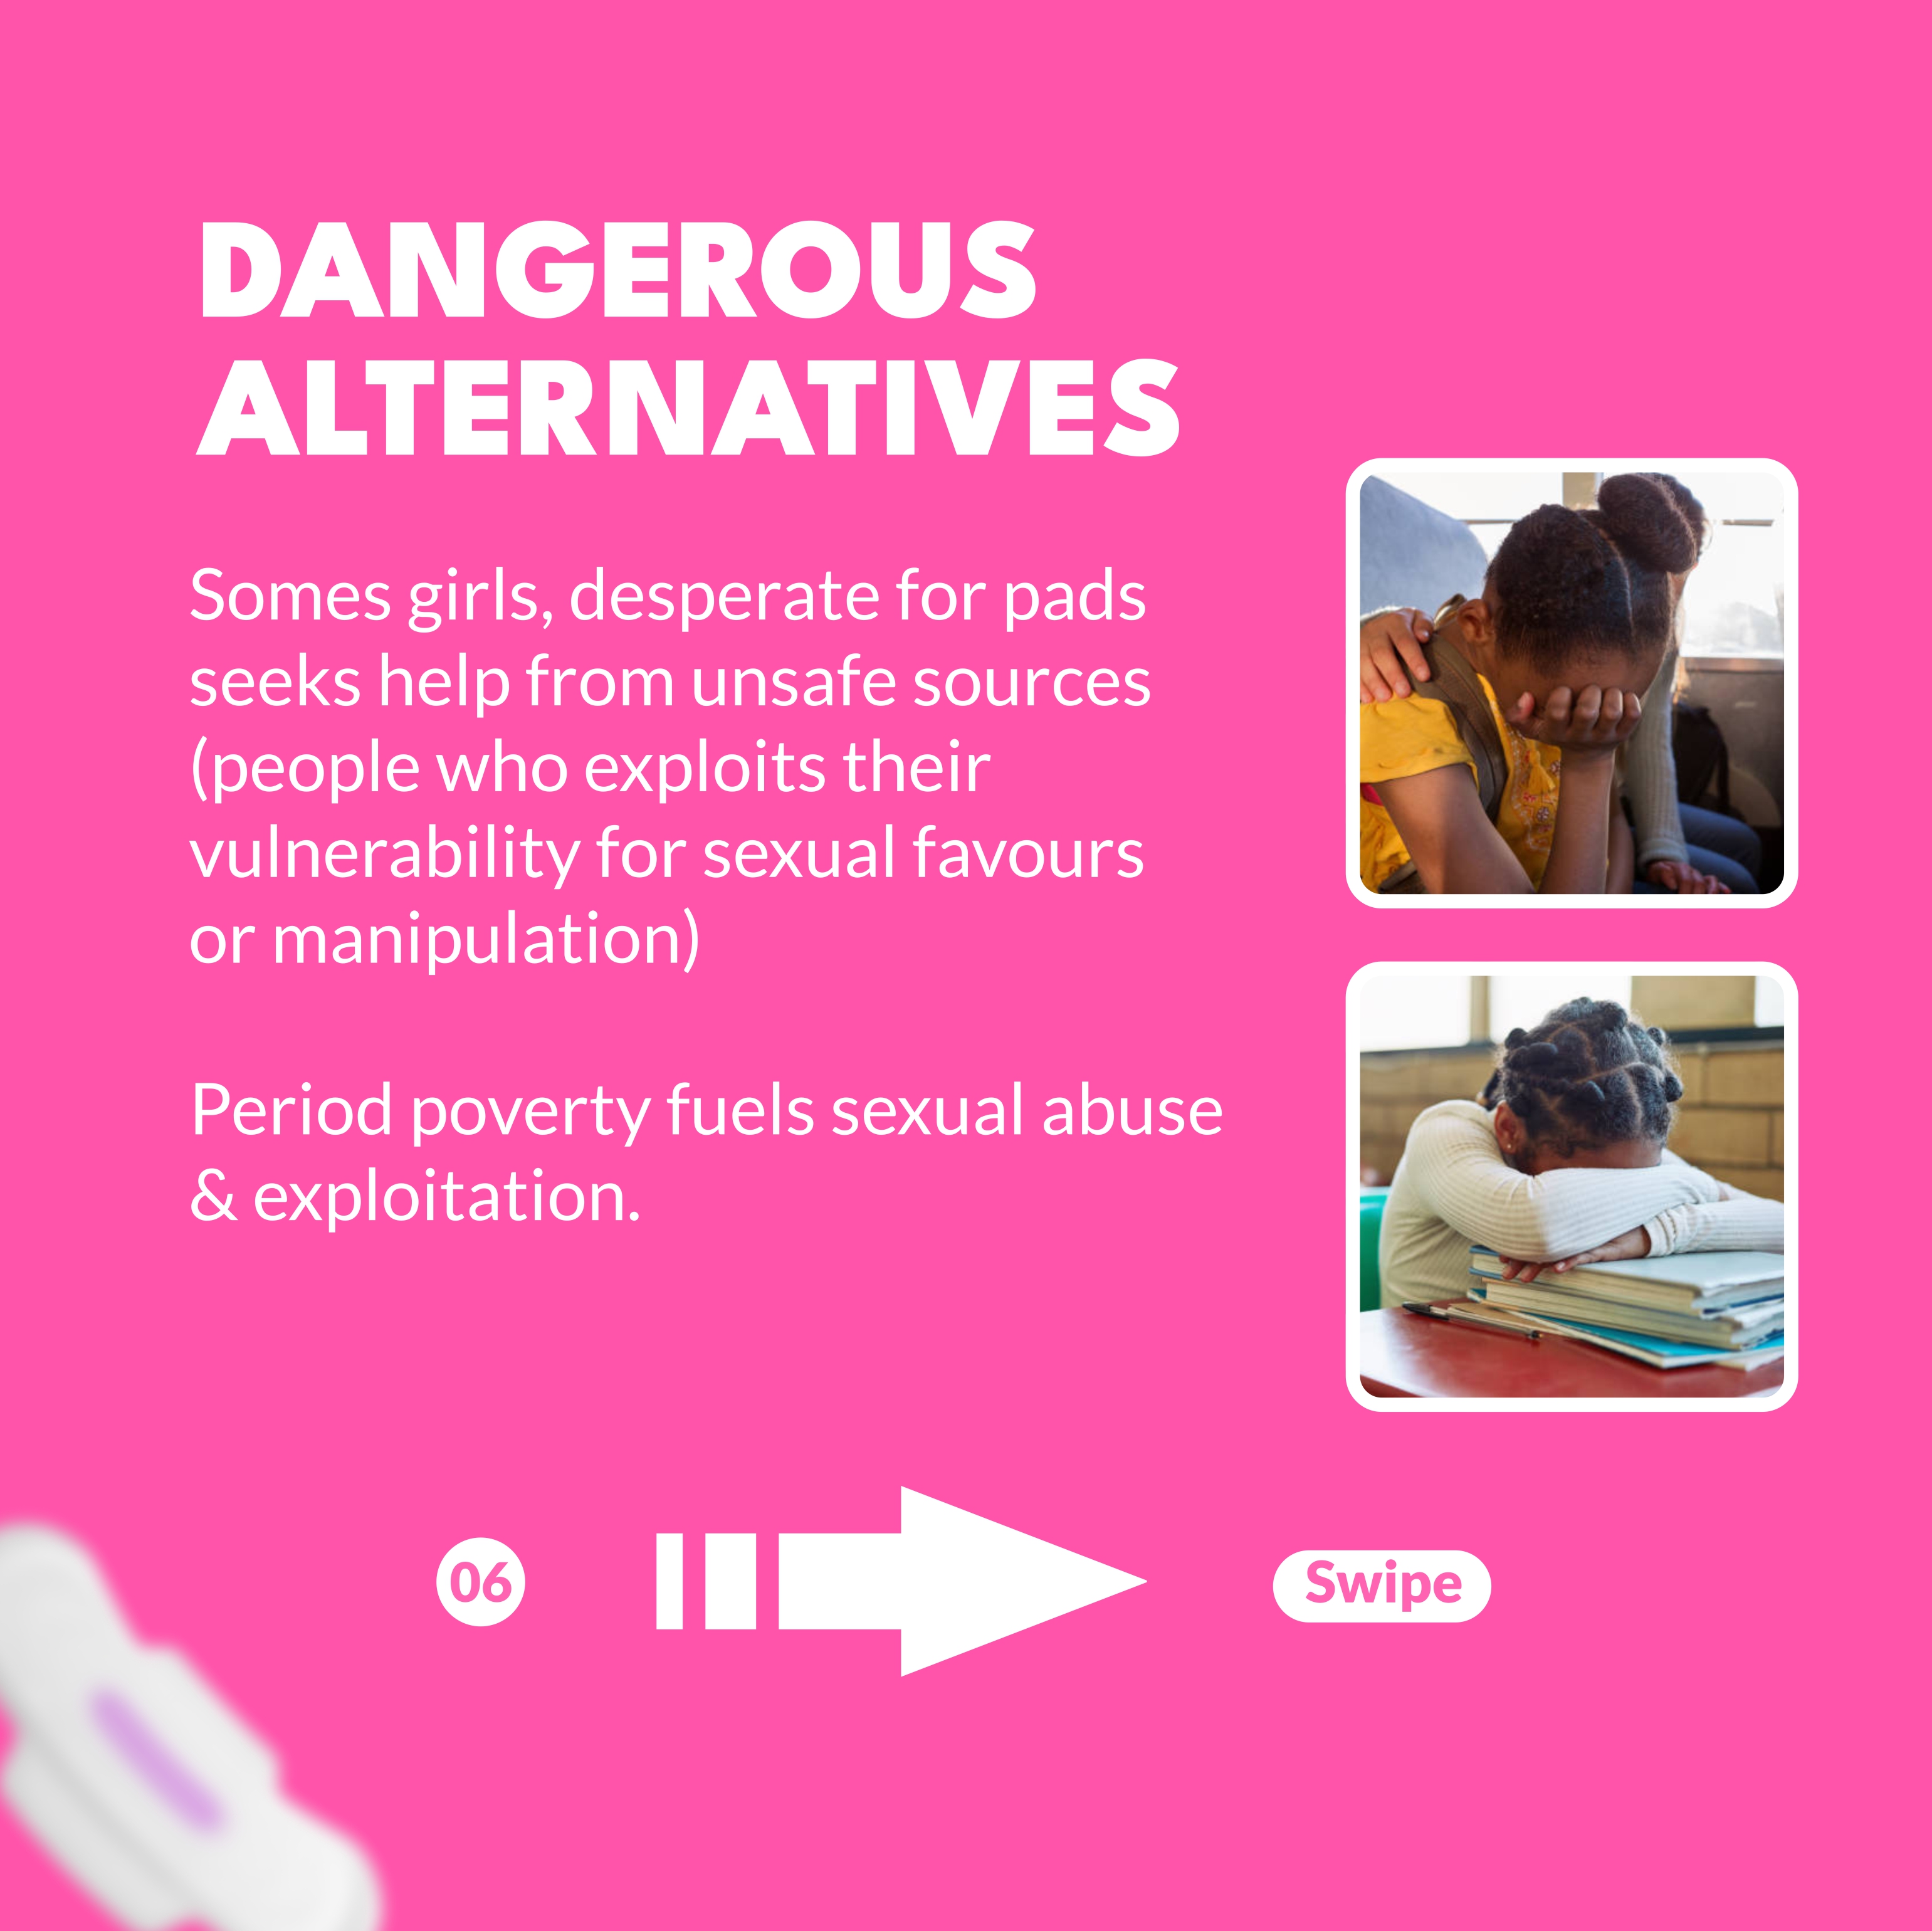 DANGEROUS
ALTERNATIVES
Somes girls, desperate for pads
seeks help from unsafe sources
(people who exploits their
vulnerability for sexual favours
or manipulation)
Period poverty fuels sexual abuse
& exploitation.
06
Swipe